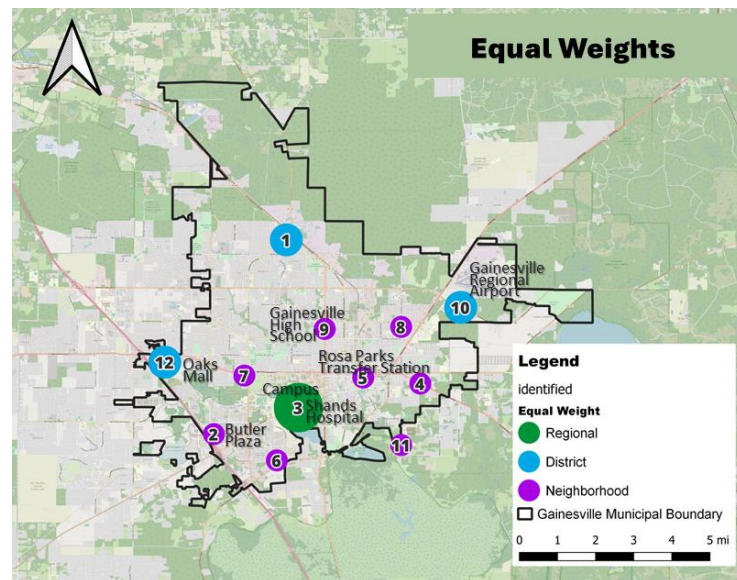 Equal Weights
1
Gainesville
Regional
Airport
10
Gainesville
High
School
9
8
Rosa Parks
Transfer Station
12
Oaks
Mall
7
5
4
Campus
3
Shands
Hospital
2
Butler
Plaza
11
6
Legend
identified
Equal Weight
Regional
District
Neighborhood
Gainesville Municipal Boundary
0 1 2 3 4 5 mi